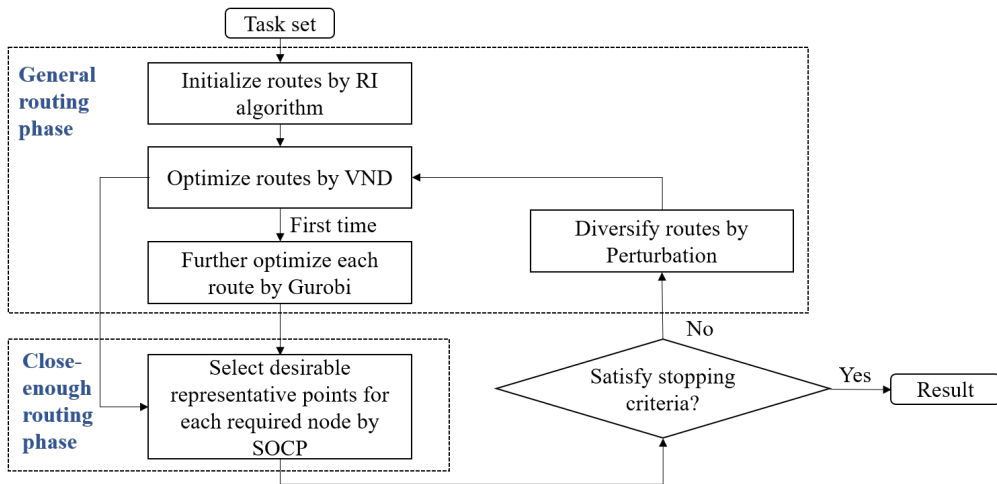 Task set
General
routing
phase
Initialize routes by RI
algorithm
Optimize routes by VND
First time
Further optimize each
route by Gurobi
Diversify routes by
Perturbation
No
Close-
enough
routing
phase
Select desirable
representative points for
each required node by
SOCP
Satisfy stopping
criteria?
Yes
Result